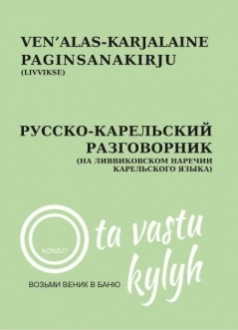 VEN'ALAS-KARJALAINE
PAGINSANAKIRJU
(LIVVIKSE)
РУССКО-КАРЕЛЬСКИЙ
РАЗГОВОРНИК
(НА ЛИВВИКОВСКОМ НАРЕЧИИ
КАРЕЛЬСКОГО ЯЗЫКА)
Ota vastu
kylyh
ВОЗЬМИ ВЕНИК В БАНЮ